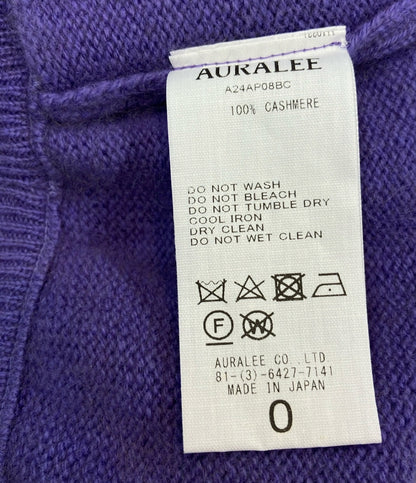 AURALEE
A24AP08BC
100% CASHMERE
DO NOT WASH
DO NOT BLEACH
DO NOT TUMBLE DRY
COOL IRON
DRY CLEAN
DO NOT WET CLEAN
F W
AURALEE CO.,LTD
81-(3)-6427-7141
MADE IN JAPAN
0